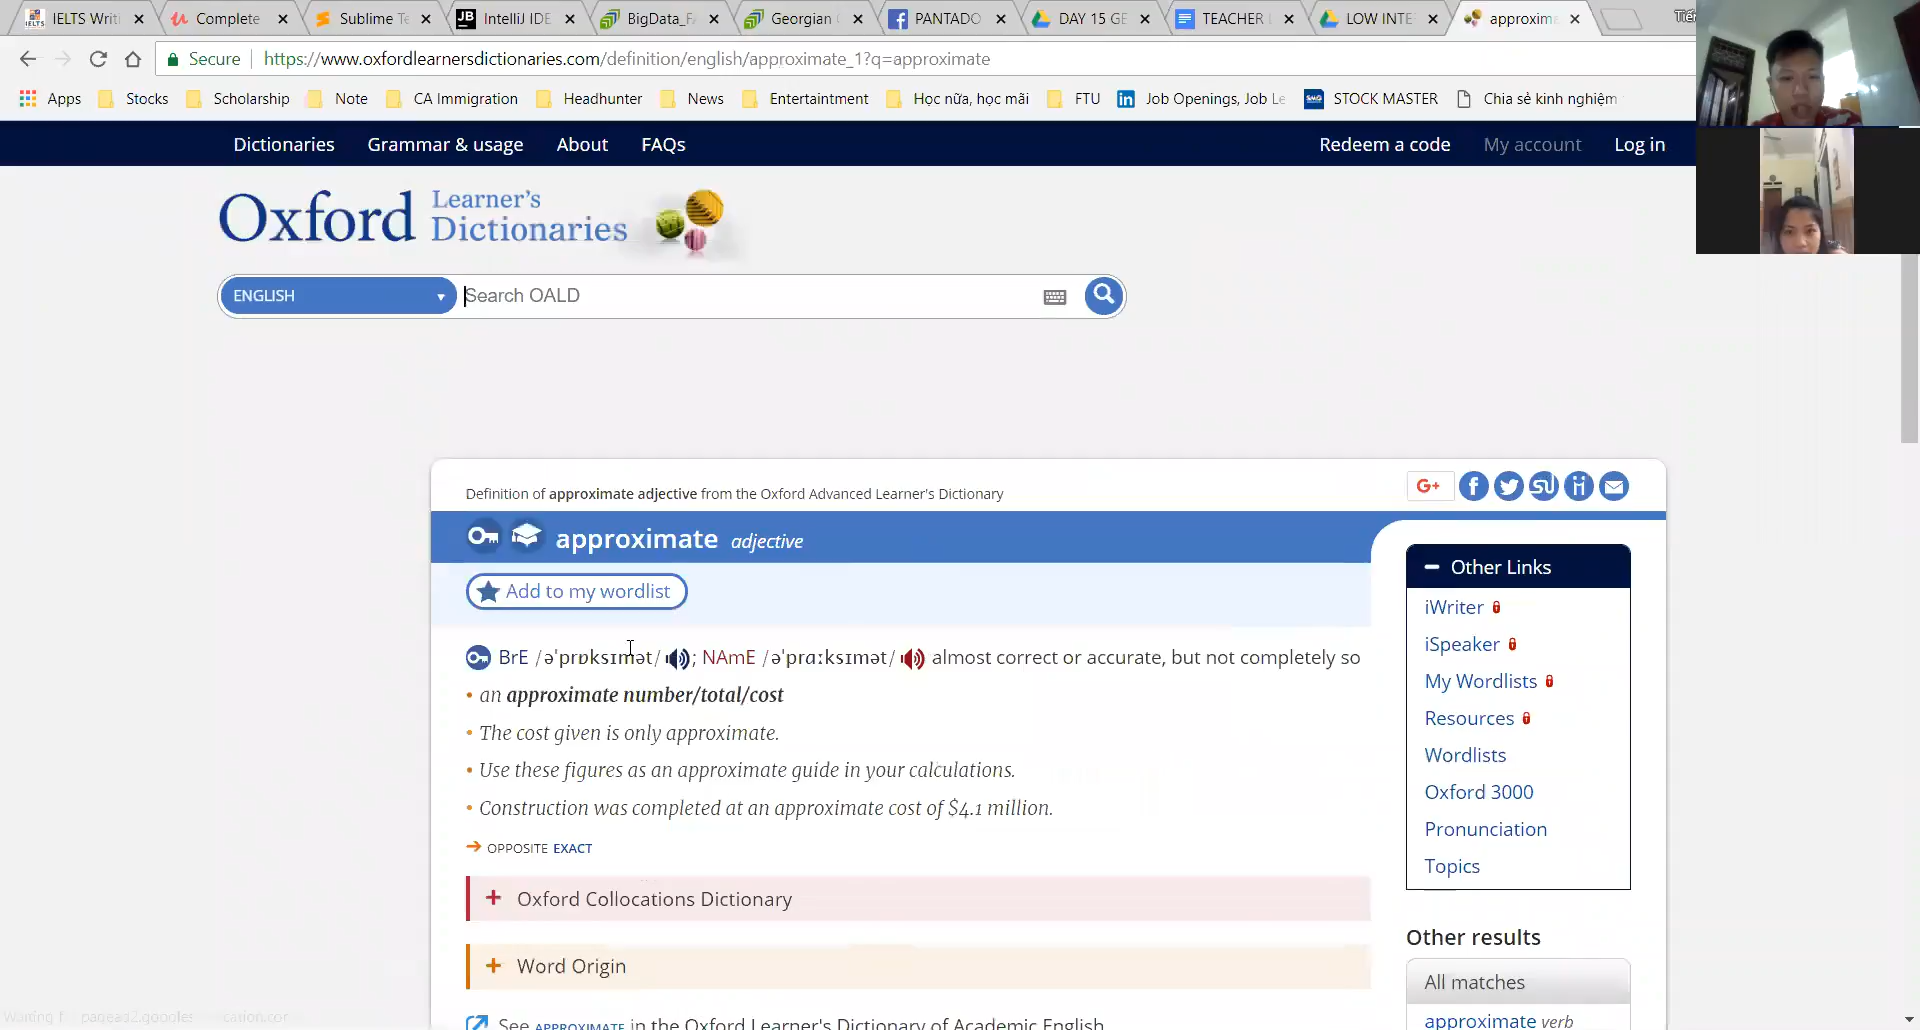 IELTS Writi
Complete
Sublime Te
IntelliJ IDE
BigData_FA
Georgian
PANTADO
DAY 15 GE
TEACHER
LOW INTE
approxima
Secure
https://www.oxfordlearnersdictionaries.com/definition/english/approximate_1?q=approximate
Apps Stocks Scholarship Note CA Immigration Headhunter News Entertaintment Học nữa, học mãi FTU Job Openings, Job Le STOCK MASTER Chia sẻ kinh nghiệm
Dictionaries Grammar & usage About FAQs Redeem a code My account Log in
Oxford Learner's Dictionaries
ENGLISH Search OALD
Definition of approximate adjective from the Oxford Advanced Learner's Dictionary
approximate adjective
Add to my wordlist
BrE /əˈprɒksɪmət/ ; NAmE /əˈprɑːksɪmət/ almost correct or accurate, but not completely so
• an approximate number/total/cost
• The cost given is only approximate.
• Use these figures as an approximate guide in your calculations.
• Construction was completed at an approximate cost of $4.1 million.
OPPOSITE EXACT
+ Oxford Collocations Dictionary
+ Word Origin
See APPROXIMATE in the Oxford Learner's Dictionary of Academic English
G+
Other Links
iWriter
iSpeaker
My Wordlists
Resources
Wordlists
Oxford 3000
Pronunciation
Topics
Other results
All matches
approximate verb